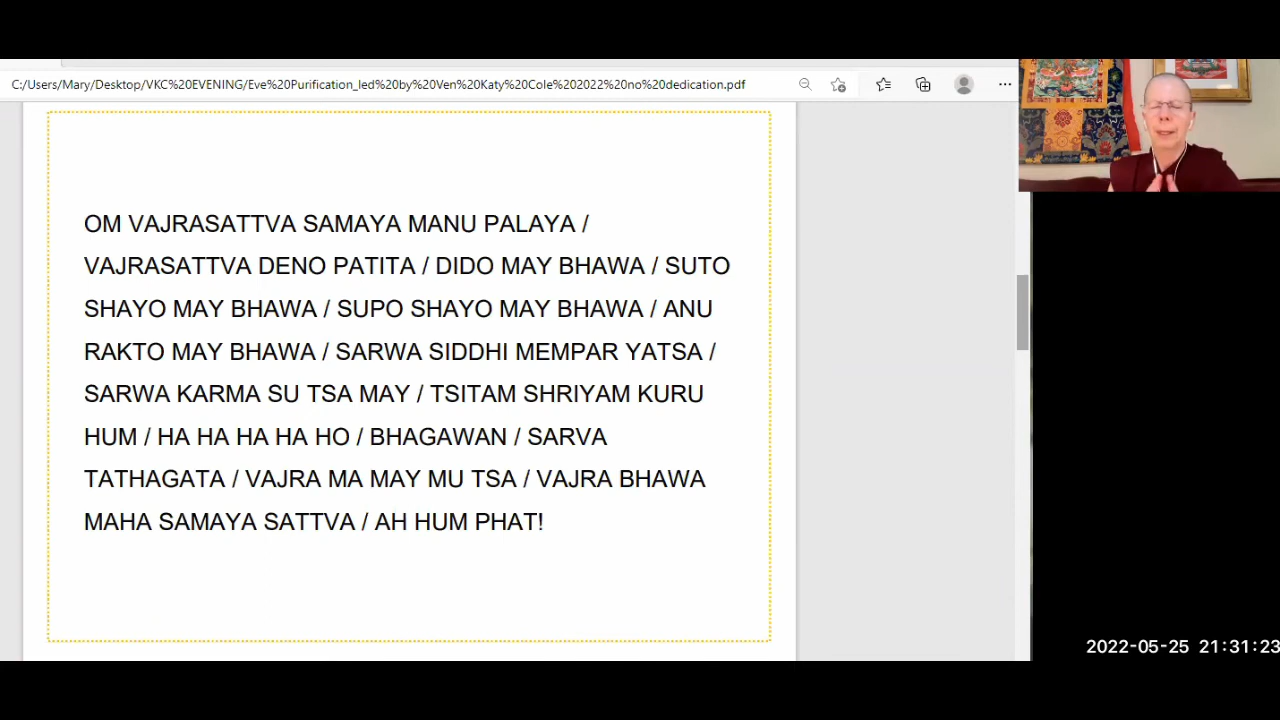 C:/Users/Mary/Desktop/VKC%20EVENING/Eve%20Purification_led%20by%20Ven%20Katy%20Cole%202022%20no%20dedication.pdf
OM VAJRASATTVA SAMAYA MANU PALAYA /
VAJRASATTVA DENO PATITA / DIDO MAY BHAWA / SUTO
SHAYO MAY BHAWA / SUPO SHAYO MAY BHAWA / ANU
RAKTO MAY BHAWA / SARWA SIDDHI MEMPAR YATSA /
SARWA KARMA SU TSA MAY / TSITAM SHRIYAM KURU
HUM / HA HA HA HA HO / BHAGAWAN / SARVA
TATHAGATA / VAJRA MA MAY MU TSA / VAJRA BHAWA
MAHA SAMAYA SATTVA / AH HUM PHAT!
2022-05-25 21:31:23